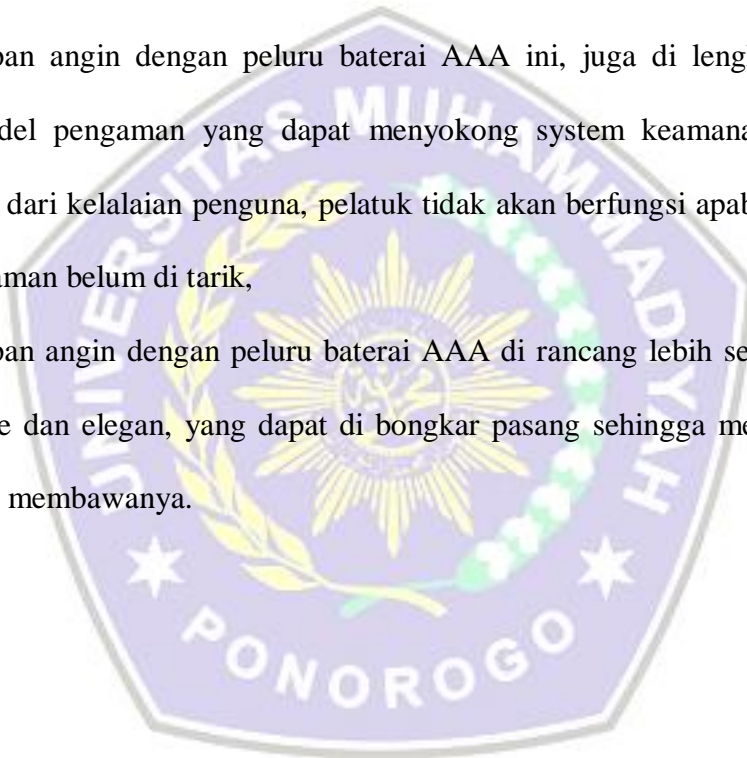 pan angin dengan peluru baterai AAA ini, juga di leng
del pengaman yang dapat menyokong system keamana
dari kelalaian penguna, pelatuk tidak akan berfungsi apab
aman belum di tarik,
pan angin dengan peluru baterai AAA di rancang lebih se
e dan elegan, yang dapat di bongkar pasang sehingga me
membawanya.
UNIVERSITAS MUHAMMADIYAH
PONOROGO